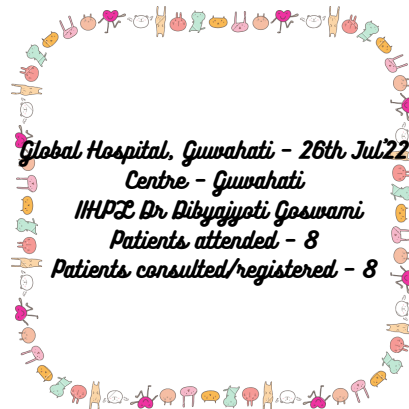 Global Hospital, Guwahati - 26th Jul'22
Centre - Guwahati
IIHPL Dr Dibyajyoti Goswami
Patients attended - 8
Patients consulted/registered - 8